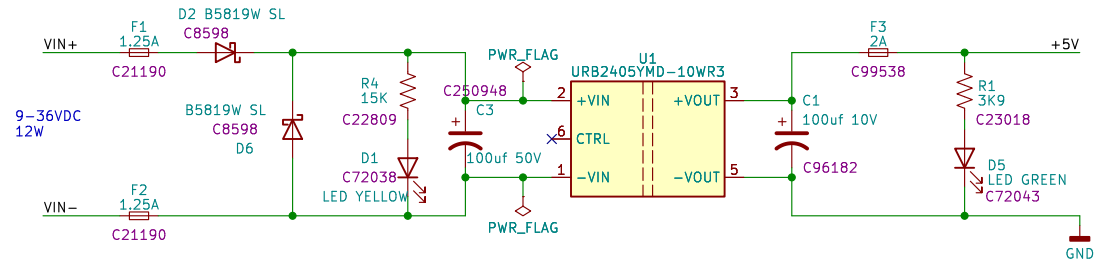 D2 B5819W SL
C8598
F1
1.25A
C21190
VIN+
9-36VDC
12W
B5819W SL
C8598
D6
R4
15K
C22809
D1
C72038
LED YELLOW
VIN-
F2
1.25A
C21190
PWR_FLAG
C250948
C3
100uf 50V
PWR_FLAG
U1
URB2405YMD-10WR3
2
+VIN
6
CTRL
1
-VIN
+VOUT
3
-VOUT
5
C1
100uf 10V
C96182
F3
2A
C99538
+5V
R1
3K9
C23018
D5
LED GREEN
C72043
GND